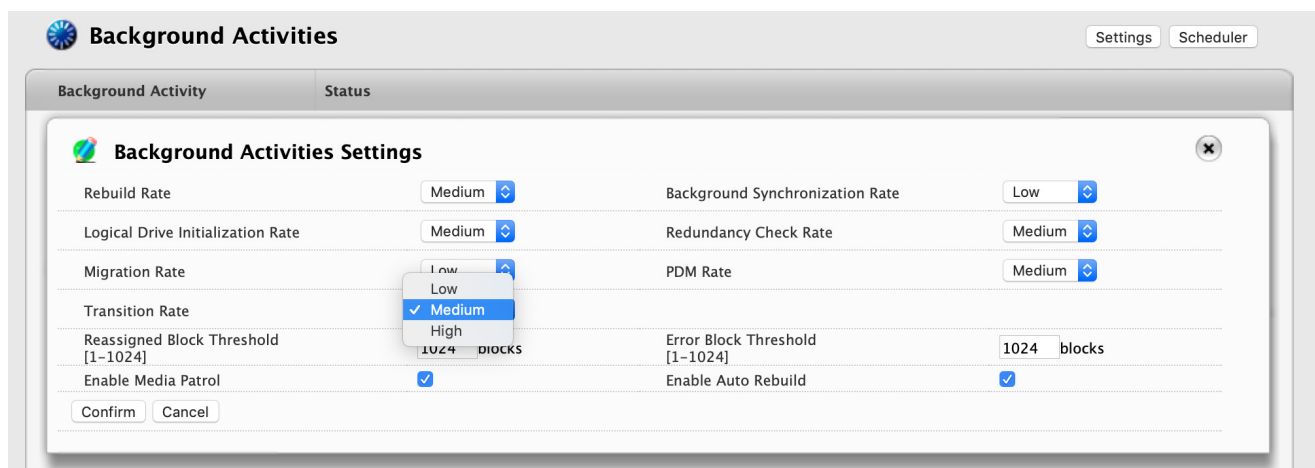 Background Activities
Settings Scheduler
Background Activity Status
Background Activities Settings
Rebuild Rate Medium Background Synchronization Rate Low
Logical Drive Initialization Rate Medium Redundancy Check Rate Medium
Migration Rate Low PDM Rate Medium
Low
Transition Rate ✓ Medium
High
Reassigned Block Threshold
[1-1024] 1024 blocks
Error Block Threshold
[1-1024] 1024 blocks
Enable Media Patrol Enable Auto Rebuild
Confirm Cancel